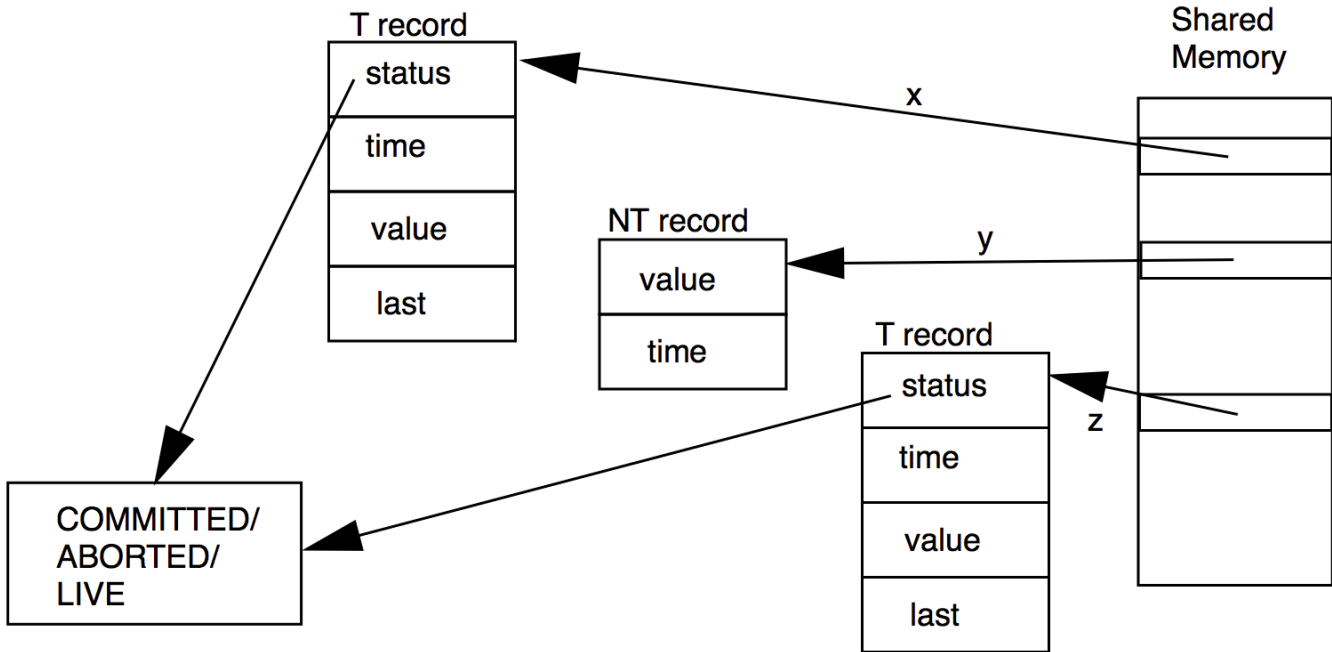 T record
status
time
value
last
x
Shared
Memory
NT record
value
time
y
T record
status
time
value
last
z
COMMITTED/
ABORTED/
LIVE